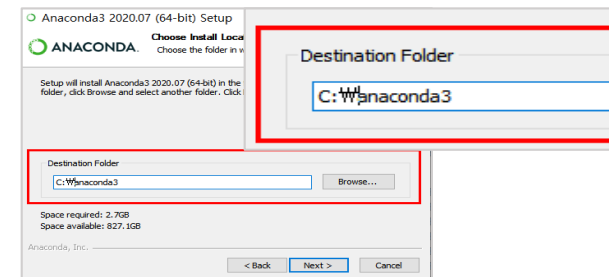 Anaconda3 2020.07 (64-bit) Setup
ANACONDA.
Choose Install Loca
Choose the folder in w
Setup will install Anaconda3 2020.07 (64-bit) in the
folder, click Browse and select another folder. Click
Destination Folder
C:₩anaconda3
Destination Folder
C:₩anaconda3
Browse...
Space required: 2.7GB
Space available: 827.1GB
Anaconda, Inc.
< Back
Next >
Cancel